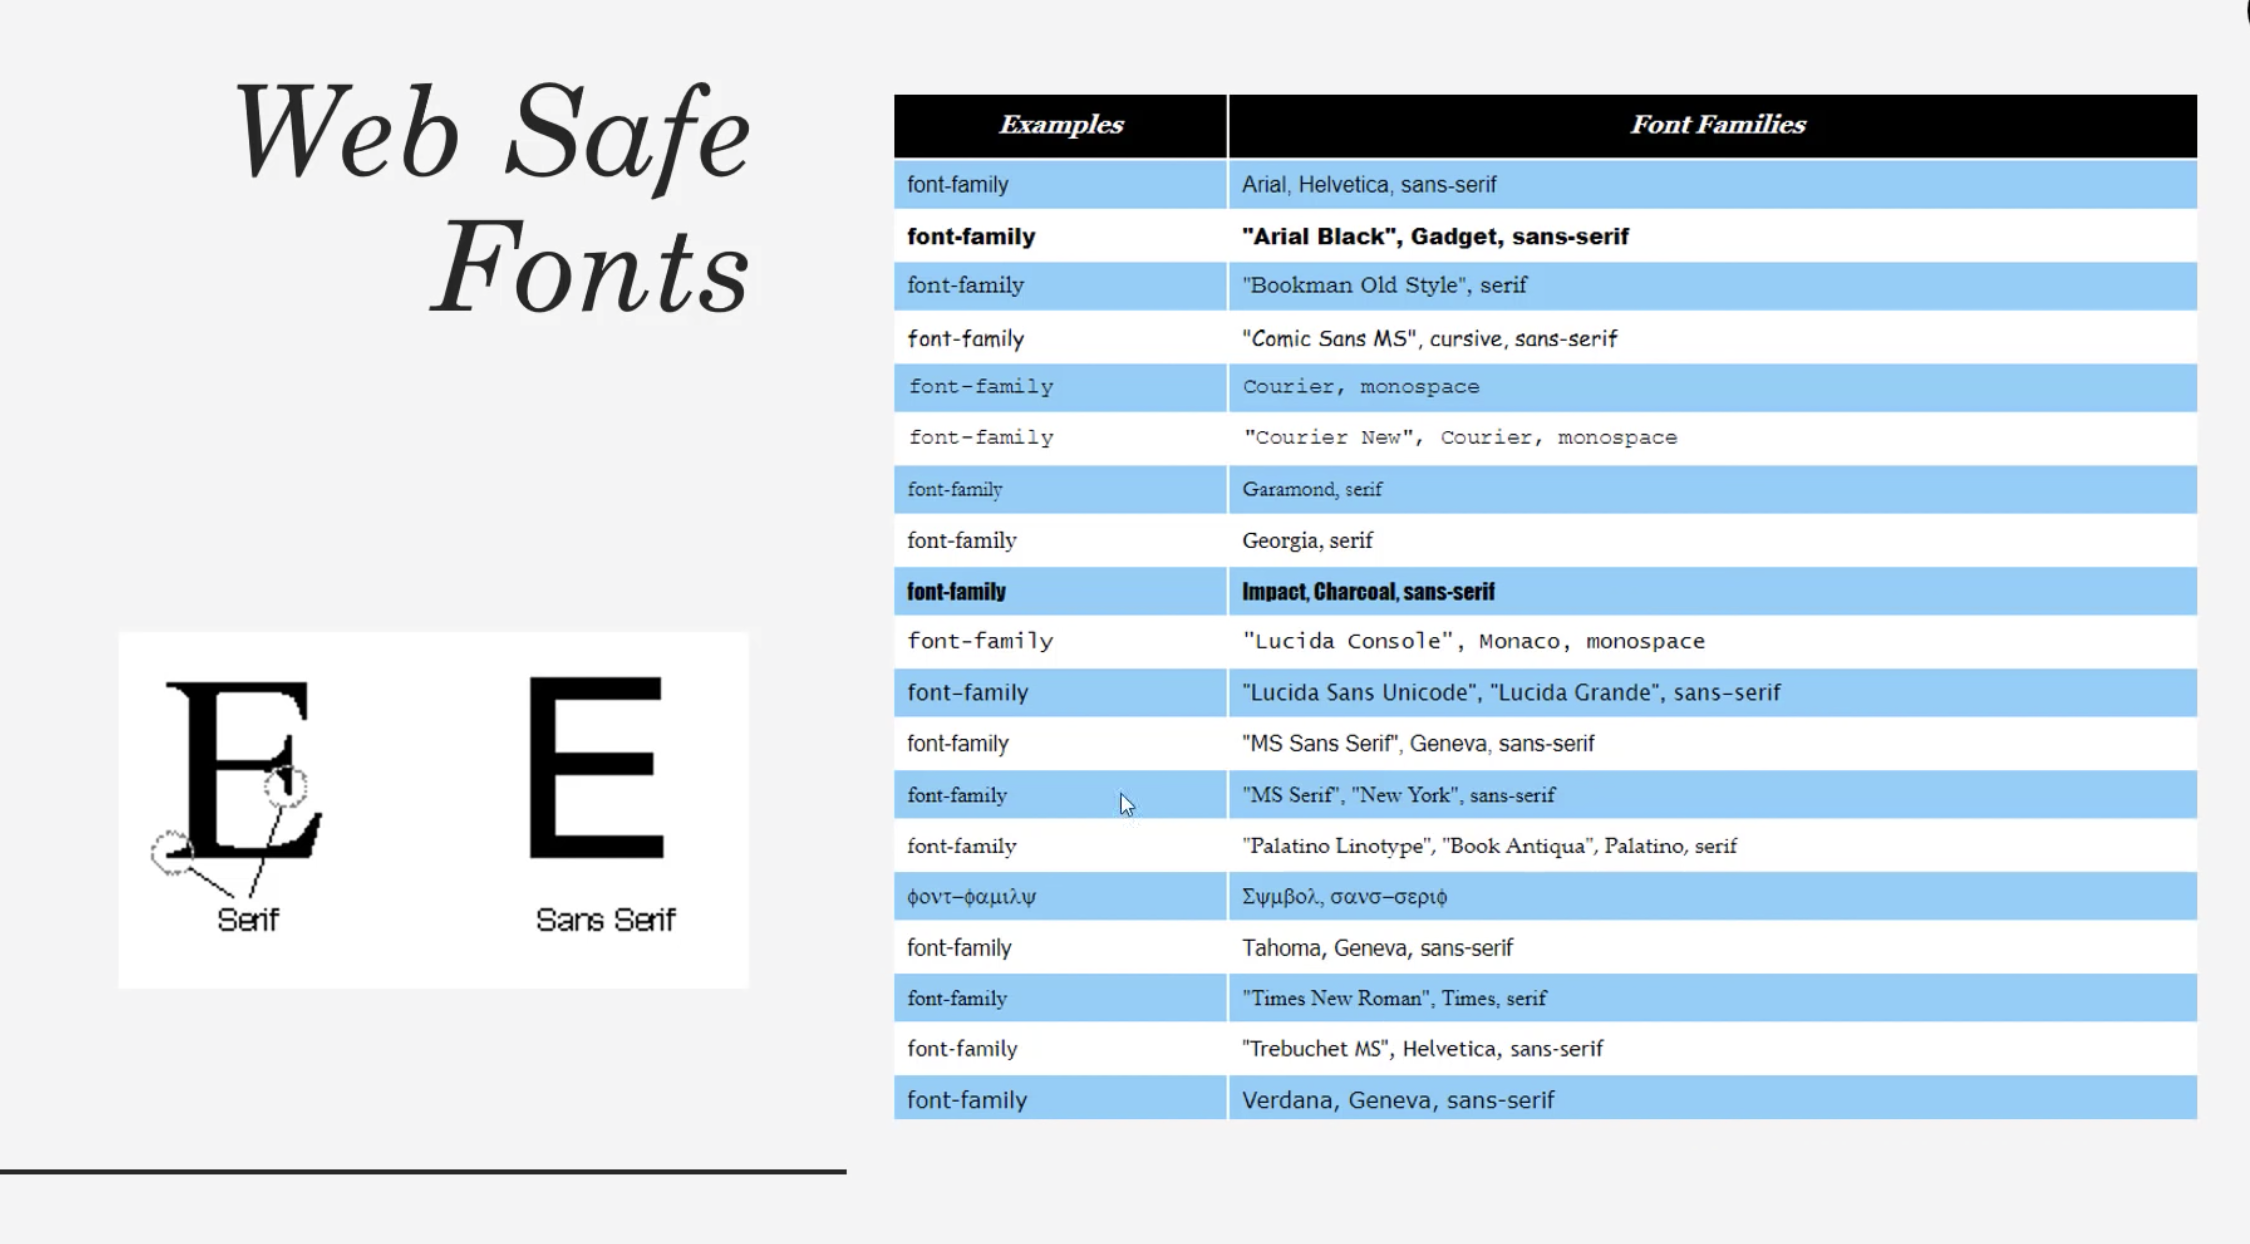 Web Safe
Fonts
Serif
Sans Serif
Examples Font Families
font-family Arial, Helvetica, sans-serif
font-family "Arial Black", Gadget, sans-serif
font-family "Bookman Old Style", serif
font-family "Comic Sans MS", cursive, sans-serif
font-family Courier, monospace
font-family "Courier New", Courier, monospace
font-family Garamond, serif
font-family Georgia, serif
font-family Impact, Charcoal, sans-serif
font-family "Lucida Console", Monaco, monospace
font-family "Lucida Sans Unicode", "Lucida Grande", sans-serif
font-family "MS Sans Serif", Geneva, sans-serif
font-family "MS Serif", "New York", sans-serif
font-family "Palatino Linotype", "Book Antiqua", Palatino, serif
φοντ–φαμιλψ Σψμβολ, σανσ–σεριφ
font-family Tahoma, Geneva, sans-serif
font-family "Times New Roman", Times, serif
font-family "Trebuchet MS", Helvetica, sans-serif
font-family Verdana, Geneva, sans-serif